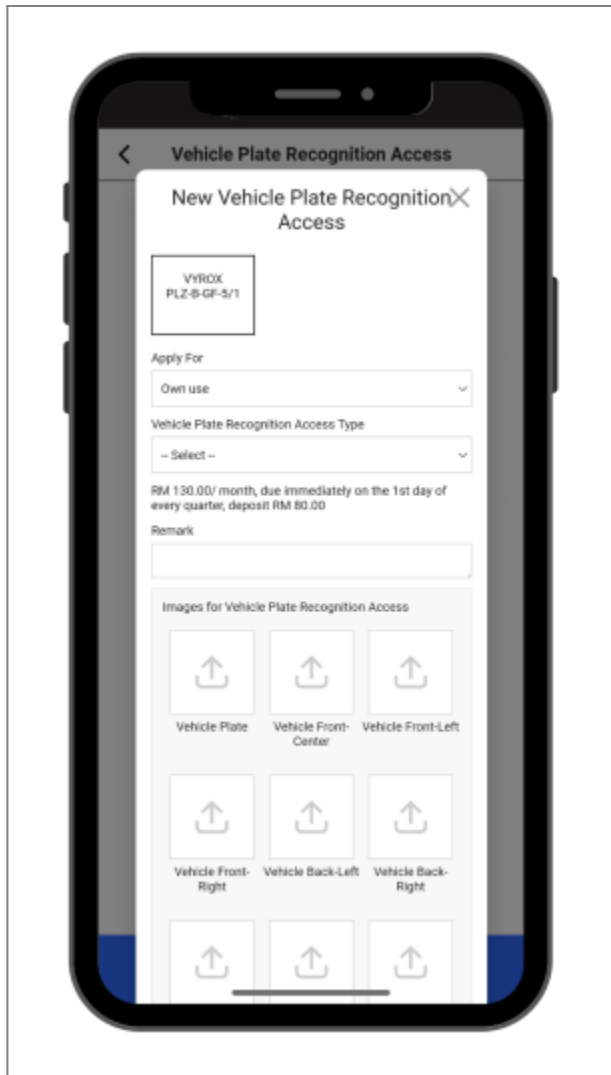 Vehicle Plate Recognition Access
New Vehicle Plate Recognition
Access
VYROX
PLZ-B-GF-5/1
Apply For
Own use
Vehicle Plate Recognition Access Type
-- Select --
RM 130.00/ month, due immediately on the 1st day of
every quarter, deposit RM 80.00
Remark
Images for Vehicle Plate Recognition Access
Vehicle Plate
Vehicle Front-
Center
Vehicle Front-Left
Vehicle Front-
Right
Vehicle Back-Left
Vehicle Back-
Right